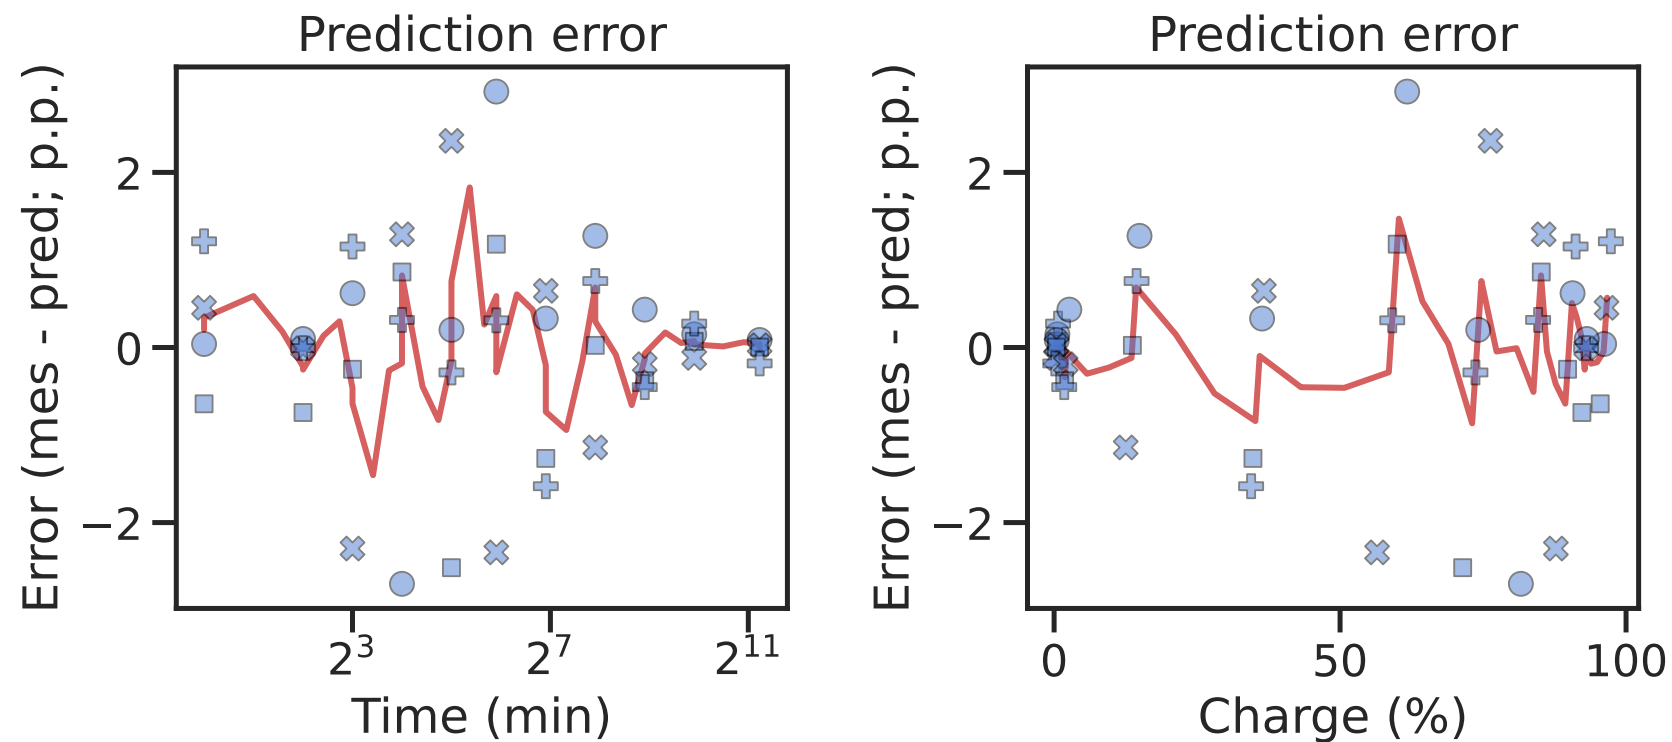 Prediction error
Error (mes - pred; p.p.)
2
0
−2
2³
2⁷
2¹¹
Time (min)
Prediction error
Error (mes - pred; p.p.)
2
0
−2
0
50
100
Charge (%)